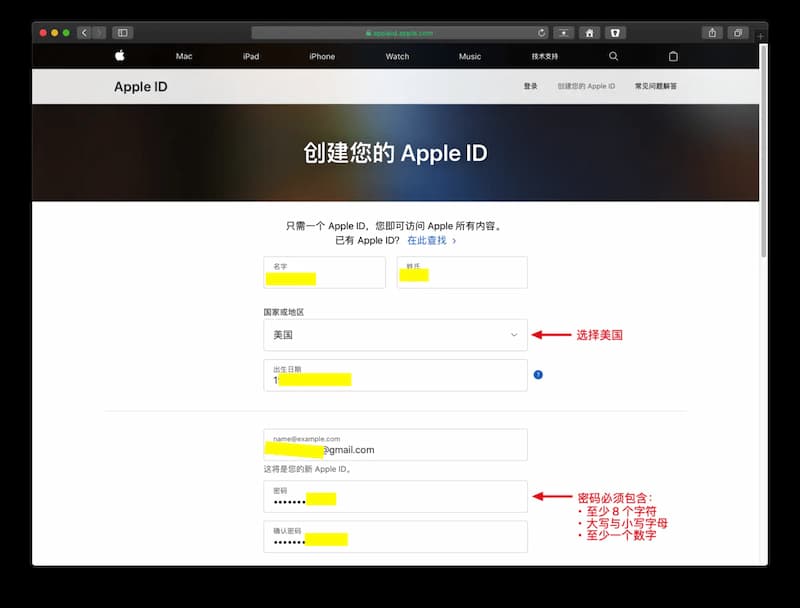 appleid.apple.com
Mac iPad iPhone Watch Music 技术支持
Apple ID 登录 创建您的 Apple ID 常见问题解答
创建您的 Apple ID
只需一个 Apple ID，您即可访问 Apple 所有内容。
已有 Apple ID？ 在此查找 ›
名字 姓氏
国家或地区
美国
选择美国
出生日期
1
name@example.com
@gmail.com
这将是您的新 Apple ID。
密码
密码必须包含：
• 至少 8 个字符
• 大写与小写字母
• 至少一个数字
确认密码